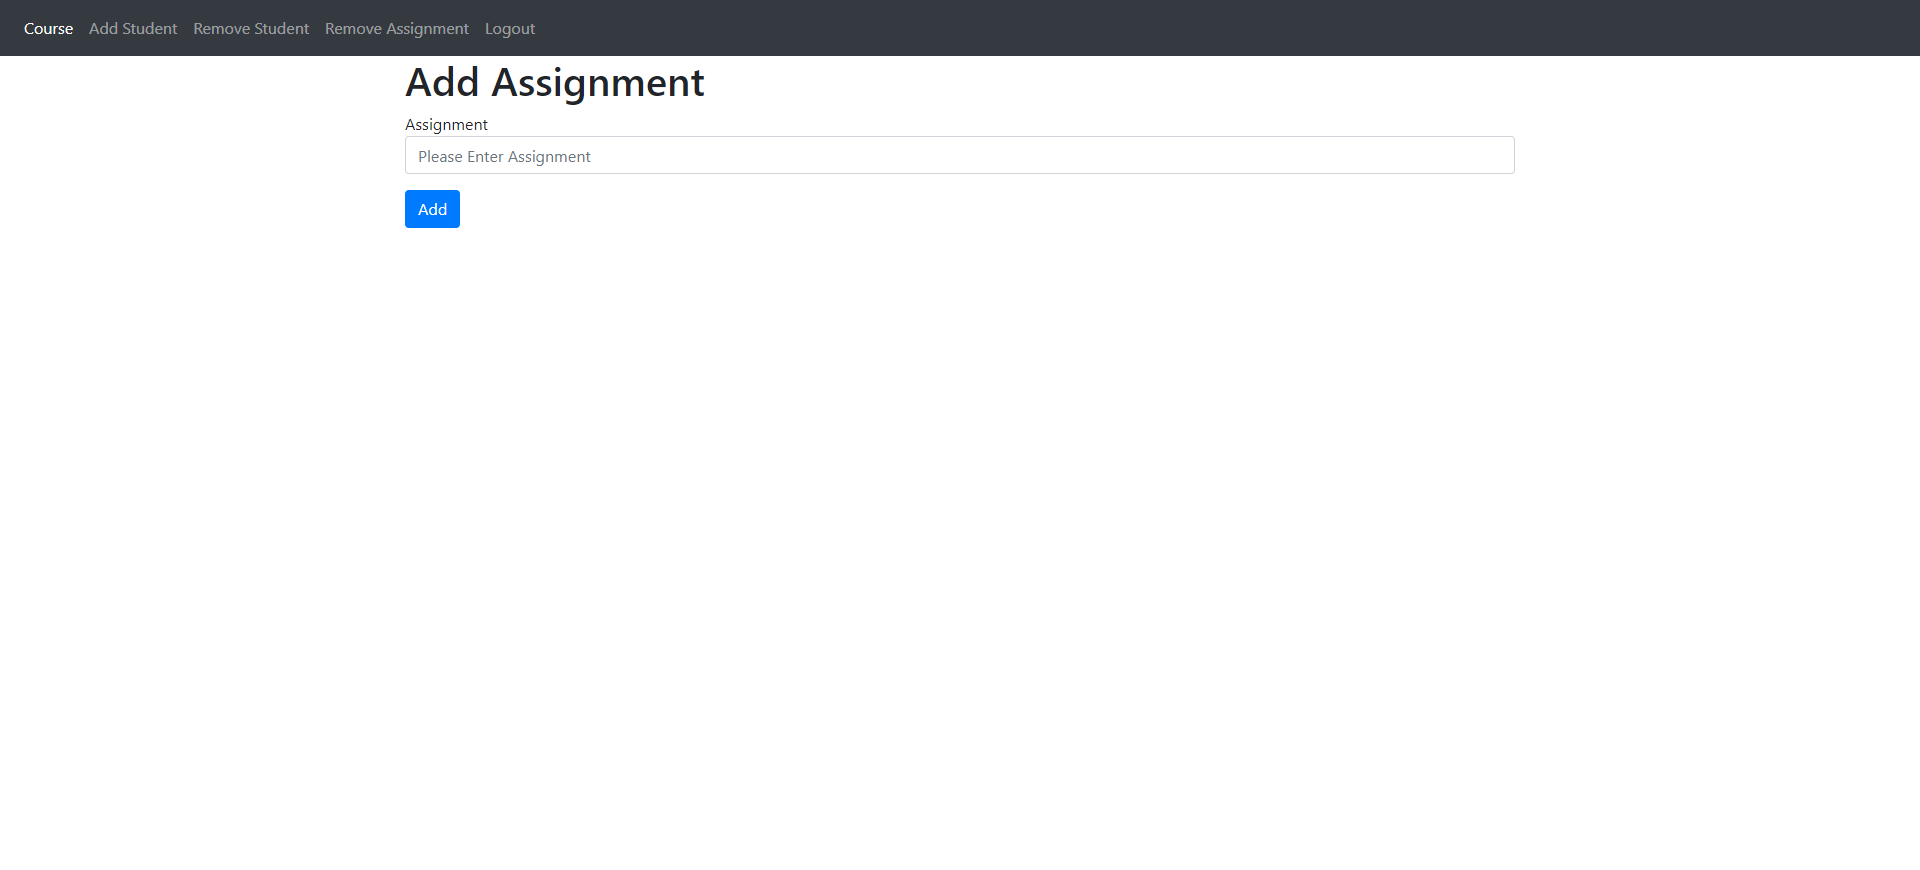 Course Add Student Remove Student Remove Assignment Logout
Add Assignment
Assignment
Please Enter Assignment
Add